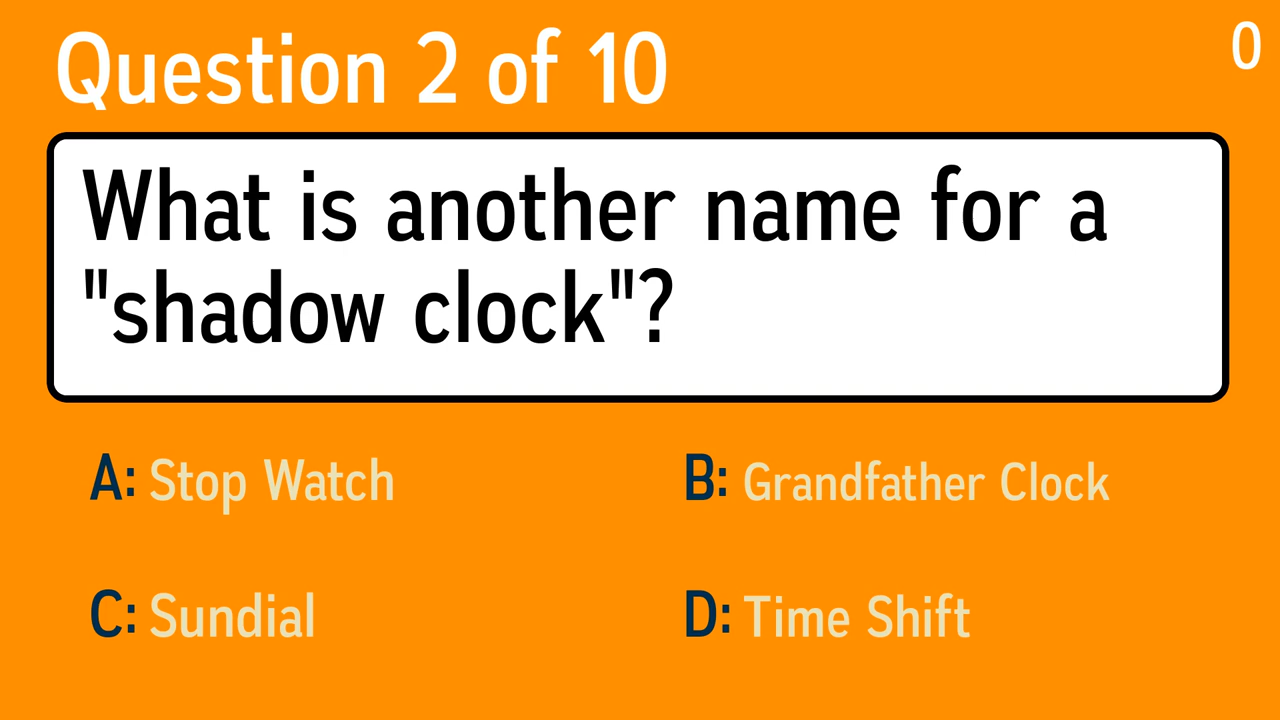 Question 2 of 10
0
What is another name for a
"shadow clock"?
A: Stop Watch
B: Grandfather Clock
C: Sundial
D: Time Shift